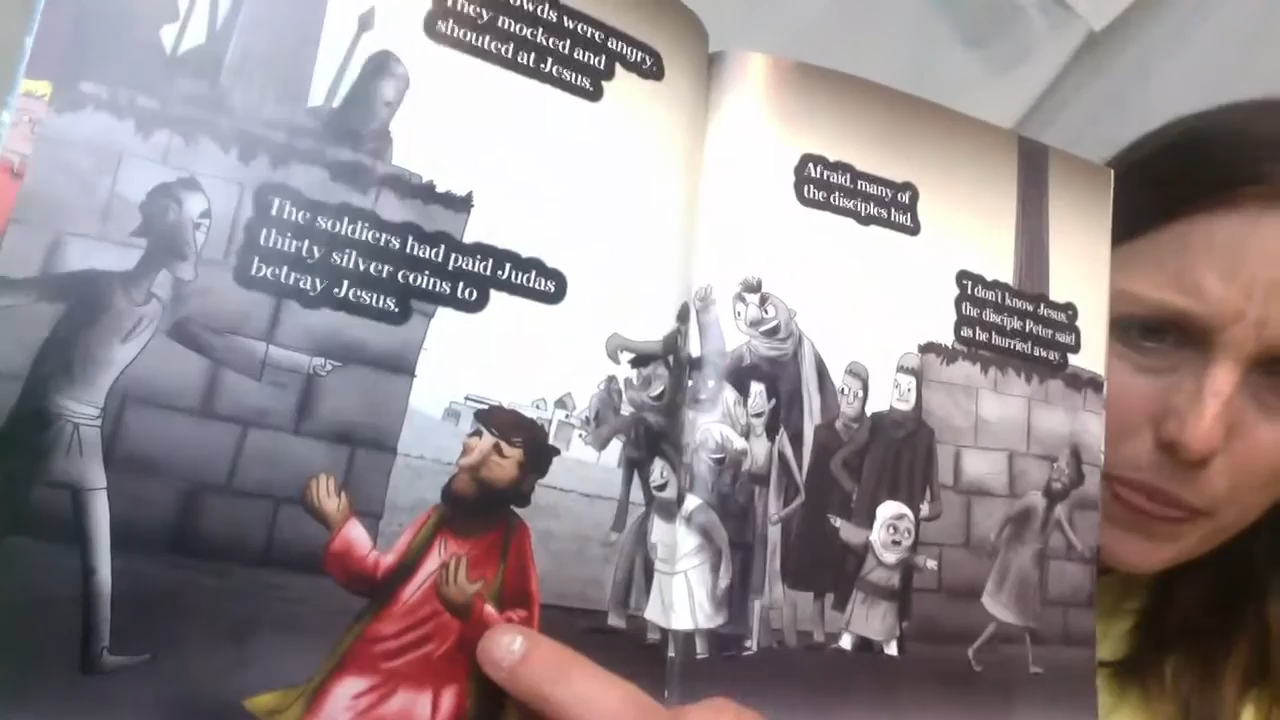 owds were angry.
They mocked and
shouted at Jesus.
The soldiers had paid Judas
thirty silver coins to
betray Jesus.
Afraid, many of
the disciples hid.
"I don't know Jesus,"
the disciple Peter said
as he hurried away.